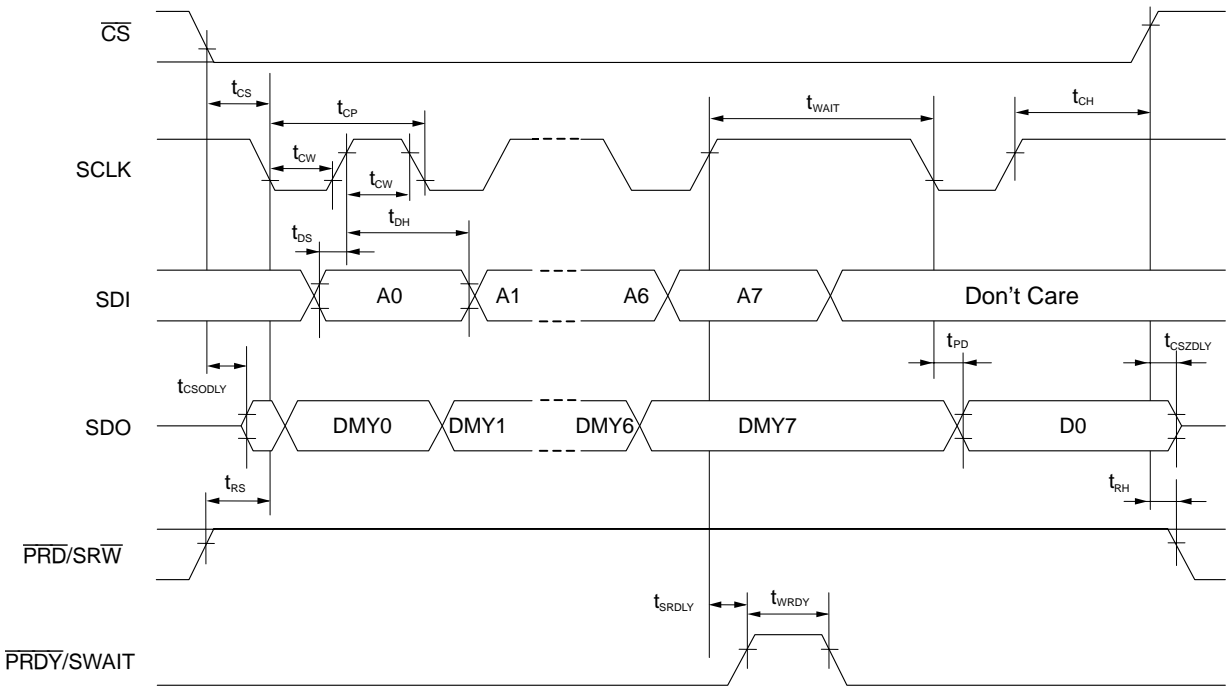 CS
tCS
tCP
tWAIT
tCH
SCLK
tCW
tCW
tDH
tDS
SDI
A0
A1
A6
A7
Don't Care
tPD
tCSZDLY
tCSODLY
SDO
DMY0
DMY1
DMY6
DMY7
D0
tRS
tRH
PRD/SRW
tSRDLY
tWRDY
PRDY/SWAIT